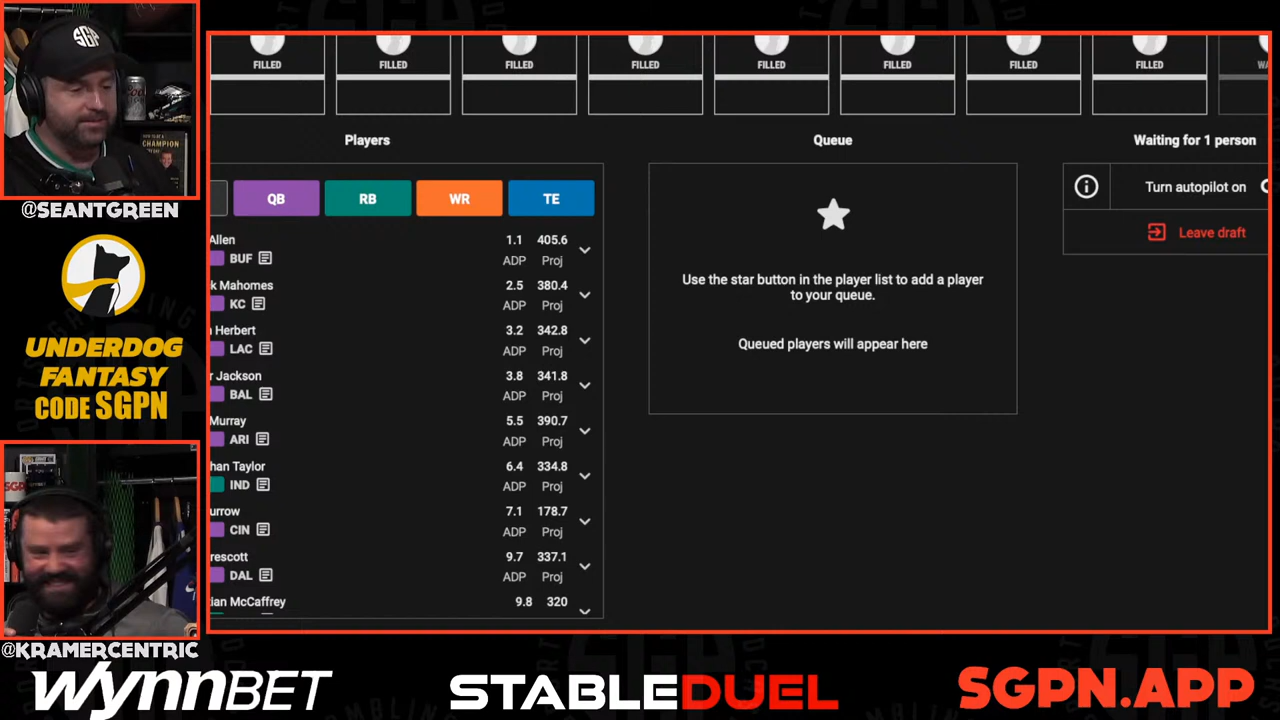 SGP
FILLED
FILLED
FILLED
FILLED
FILLED
FILLED
FILLED
FILLED
Players
Queue
Waiting for 1 person
QB
RB
WR
TE
Turn autopilot on
Leave draft
Allen
1.1
405.6
BUF
ADP
Proj
Mahomes
2.5
380.4
KC
ADP
Proj
Herbert
3.2
342.8
LAC
ADP
Proj
Jackson
3.8
341.8
BAL
ADP
Proj
Murray
5.5
390.7
ARI
ADP
Proj
Taylor
6.4
334.8
IND
ADP
Proj
7.1
178.7
CIN
ADP
Proj
9.7
337.1
DAL
ADP
Proj
McCaffrey
9.8
320
Use the star button in the player list to add a player
to your queue.
Queued players will appear here
CHAMPION
@SEANTGREEN
UNDERDOG
FANTASY
CODE SGPN
@KRAMERCENTRIC
WYNNBET
STABLEDUEL
SGPN.APP